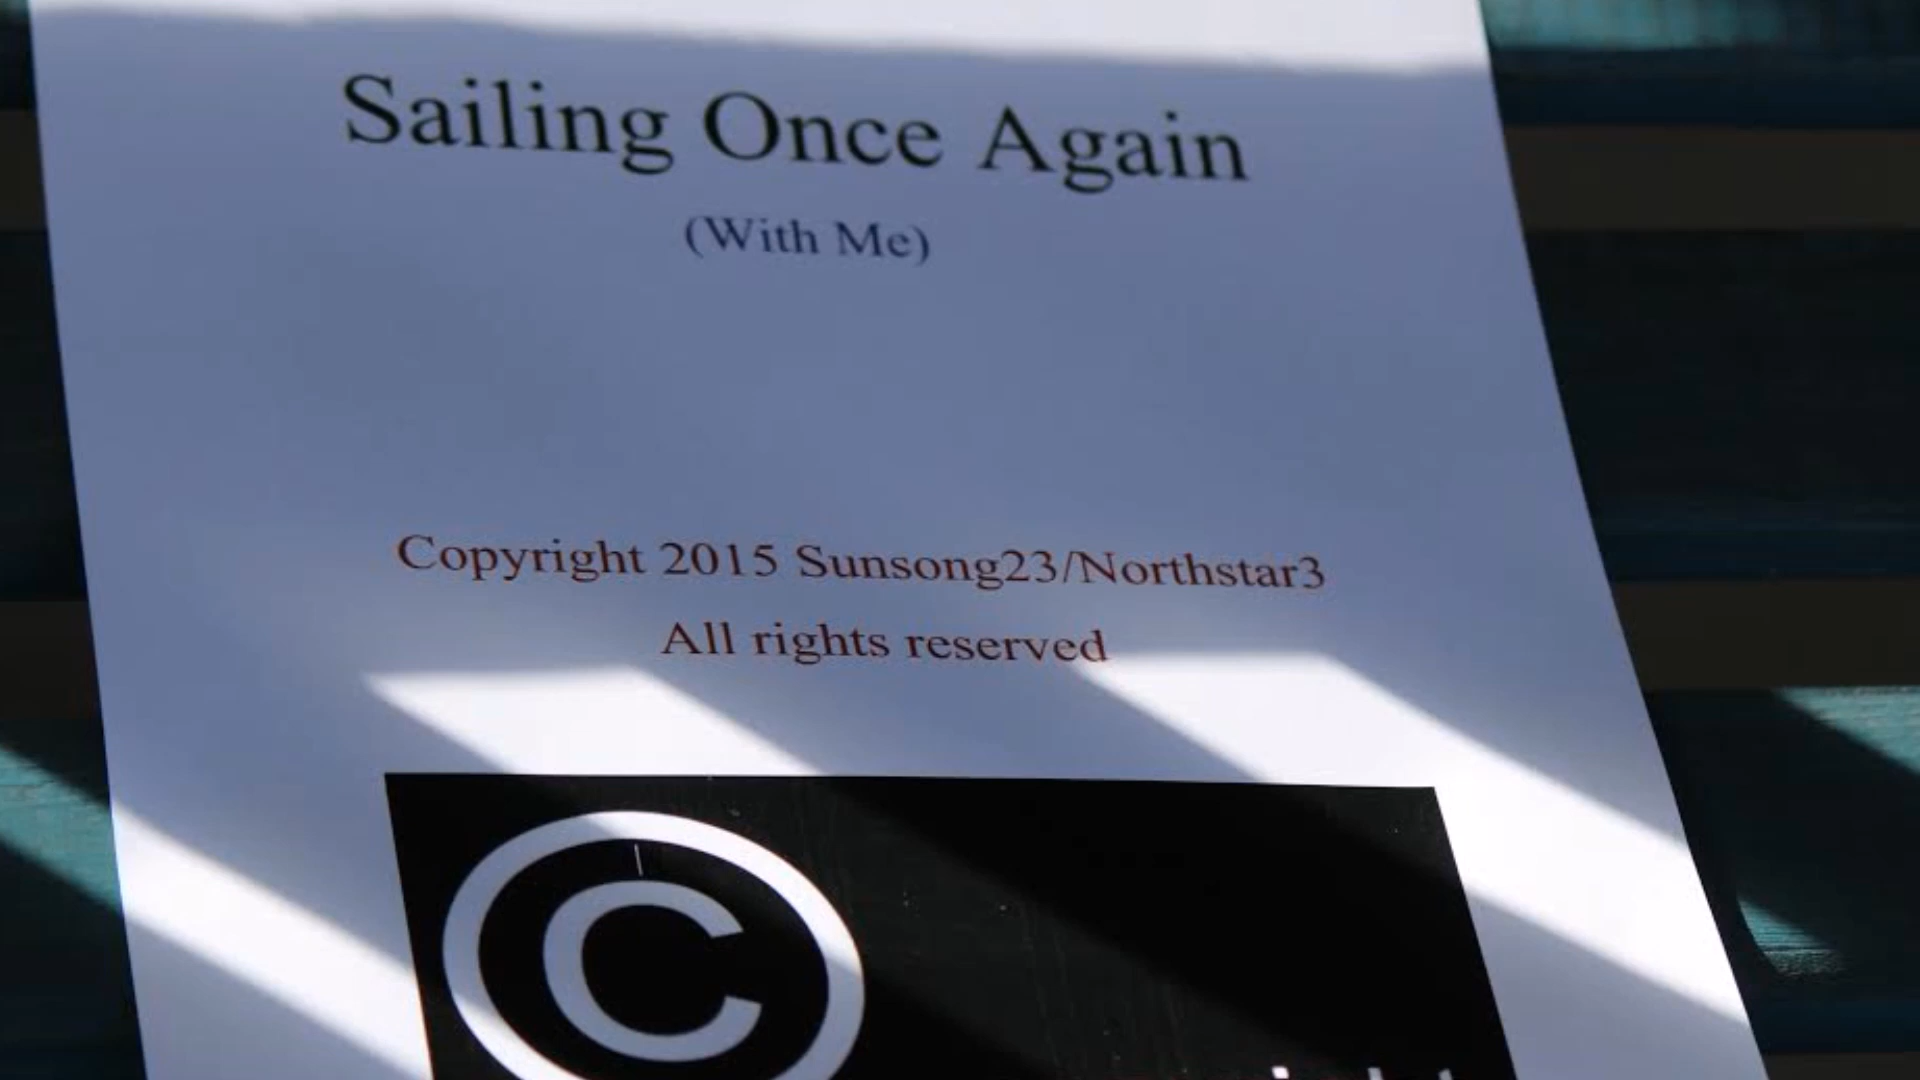 Sailing Once Again
(With Me)
Copyright 2015 Sunsong23/Northstar3
All rights reserved
©